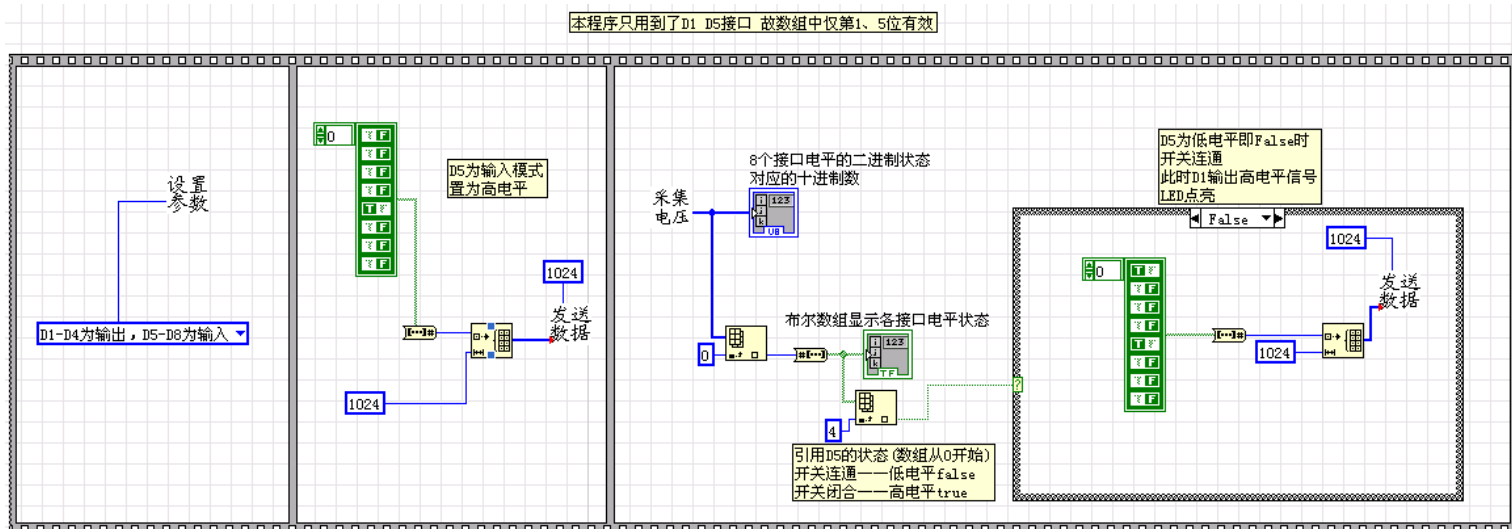 本程序只用到了D1 D5接口 故数组中仅第1、5位有效
设置
参数
D1-D4为输出，D5-D8为输入
0
F
F
F
F
T
F
F
F
D5为输入模式
置为高电平
1024
发送
数据
1024
采集
电压
8个接口电平的二进制状态
对应的十进制数
i
j
k
123
U8
0
布尔数组显示各接口电平状态
i
j
k
123
TF
4
引用D5的状态(数组从0开始)
开关连通——低电平false
开关闭合——高电平true
D5为低电平即False时
开关连通
此时D1输出高电平信号
LED点亮
False
?
0
T
F
F
F
T
F
F
F
1024
发送
数据
1024